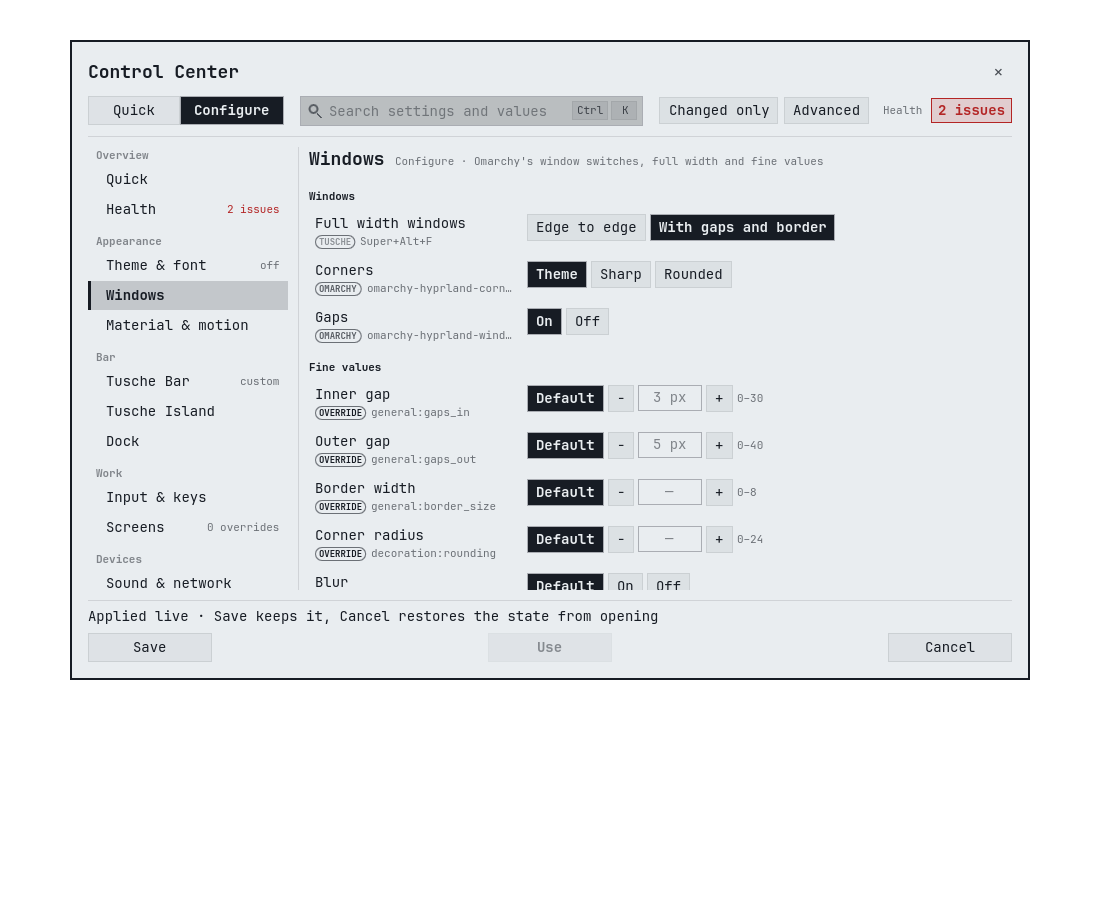 Control Center
×
Quick
Configure
Search settings and values
Ctrl
K
Changed only
Advanced
Health
2 issues
Overview
Quick
Health
2 issues
Appearance
Theme & font
off
Windows
Material & motion
Bar
Tusche Bar
custom
Tusche Island
Dock
Work
Input & keys
Screens
0 overrides
Devices
Sound & network
Windows
Configure · Omarchy's window switches, full width and fine values
Windows
Full width windows
TUSCHE Super+Alt+F
Edge to edge
With gaps and border
Corners
OMARCHY omarchy-hyprland-corn…
Theme
Sharp
Rounded
Gaps
OMARCHY omarchy-hyprland-wind…
On
Off
Fine values
Inner gap
OVERRIDE general:gaps_in
Default
-
3 px
+
0–30
Outer gap
OVERRIDE general:gaps_out
Default
-
5 px
+
0–40
Border width
OVERRIDE general:border_size
Default
-
—
+
0–8
Corner radius
OVERRIDE decoration:rounding
Default
-
—
+
0–24
Blur
Default
On
Off
Applied live · Save keeps it, Cancel restores the state from opening
Save
Use
Cancel